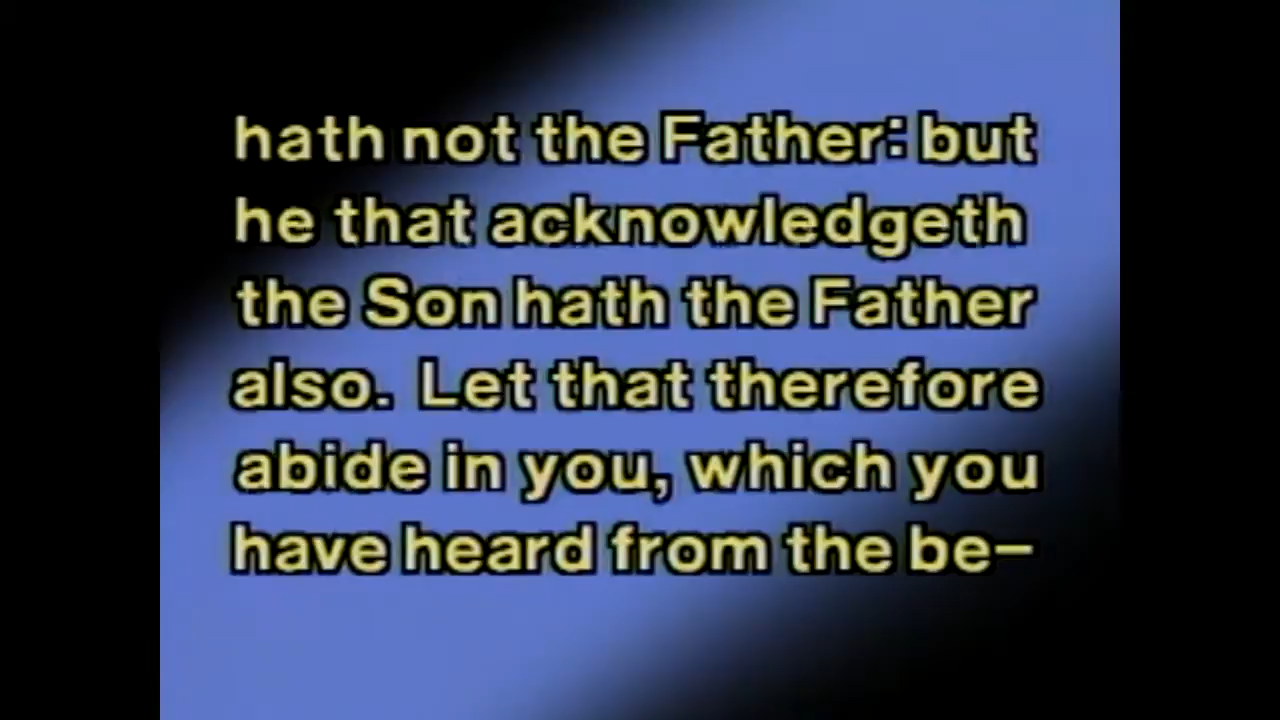 hath not the Father: but
he that acknowledgeth
the Son hath the Father
also. Let that therefore
abide in you, which you
have heard from the be-